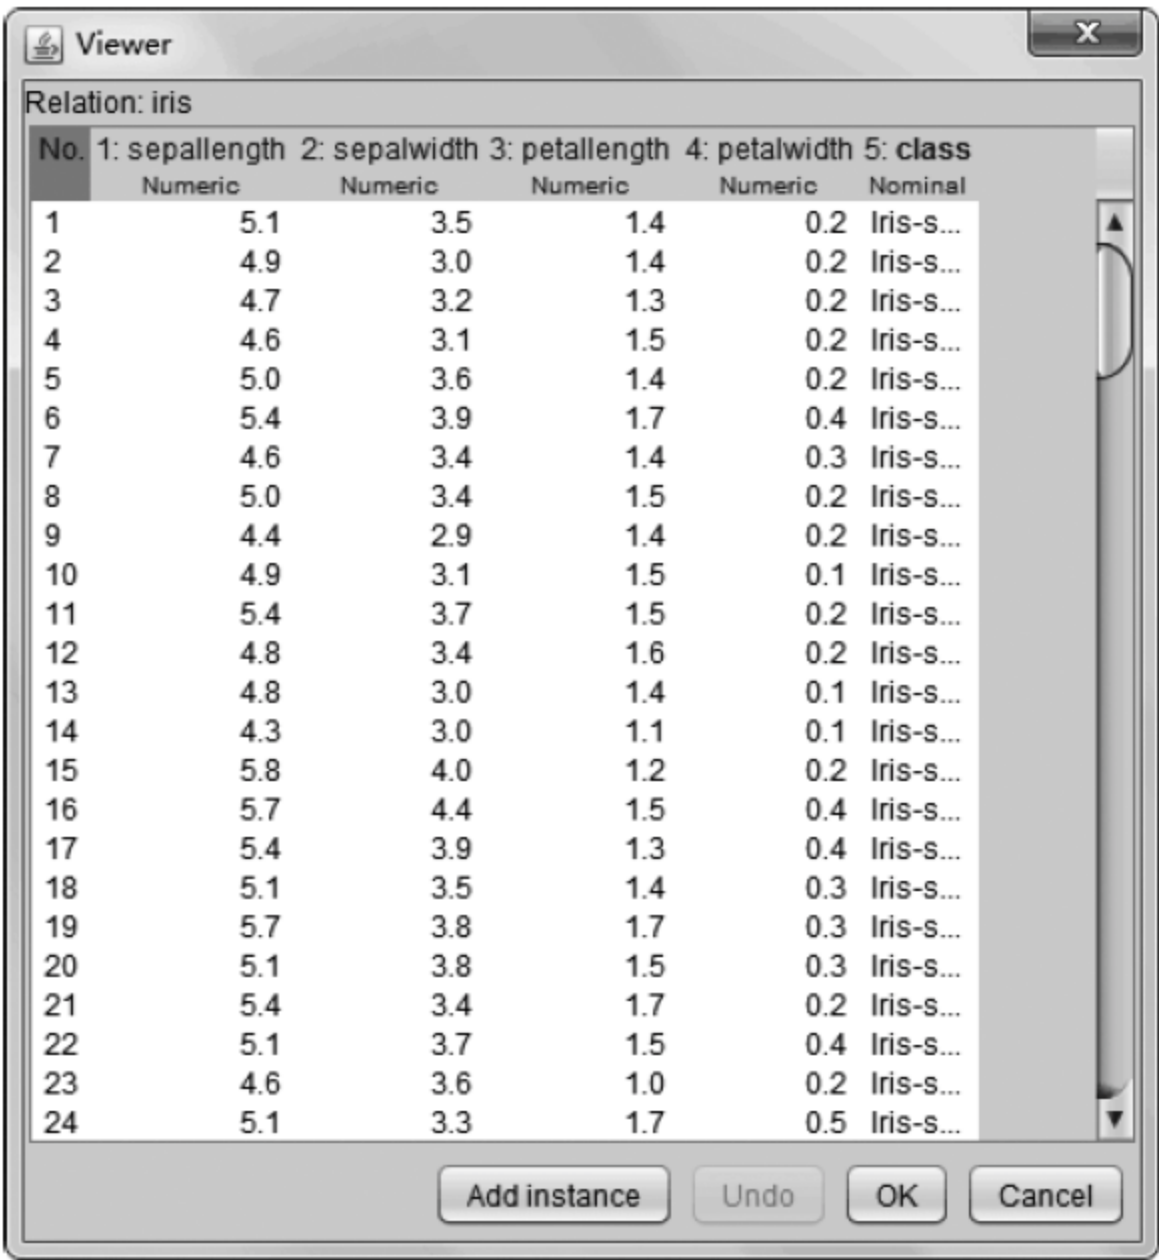 Viewer
Relation: iris
No. 1: sepallength 2: sepalwidth 3: petallength 4: petalwidth 5: class
Numeric Numeric Numeric Numeric Nominal
1 5.1 3.5 1.4 0.2 Iris-s...
2 4.9 3.0 1.4 0.2 Iris-s...
3 4.7 3.2 1.3 0.2 Iris-s...
4 4.6 3.1 1.5 0.2 Iris-s...
5 5.0 3.6 1.4 0.2 Iris-s...
6 5.4 3.9 1.7 0.4 Iris-s...
7 4.6 3.4 1.4 0.3 Iris-s...
8 5.0 3.4 1.5 0.2 Iris-s...
9 4.4 2.9 1.4 0.2 Iris-s...
10 4.9 3.1 1.5 0.1 Iris-s...
11 5.4 3.7 1.5 0.2 Iris-s...
12 4.8 3.4 1.6 0.2 Iris-s...
13 4.8 3.0 1.4 0.1 Iris-s...
14 4.3 3.0 1.1 0.1 Iris-s...
15 5.8 4.0 1.2 0.2 Iris-s...
16 5.7 4.4 1.5 0.4 Iris-s...
17 5.4 3.9 1.3 0.4 Iris-s...
18 5.1 3.5 1.4 0.3 Iris-s...
19 5.7 3.8 1.7 0.3 Iris-s...
20 5.1 3.8 1.5 0.3 Iris-s...
21 5.4 3.4 1.7 0.2 Iris-s...
22 5.1 3.7 1.5 0.4 Iris-s...
23 4.6 3.6 1.0 0.2 Iris-s...
24 5.1 3.3 1.7 0.5 Iris-s...
Add instance Undo OK Cancel